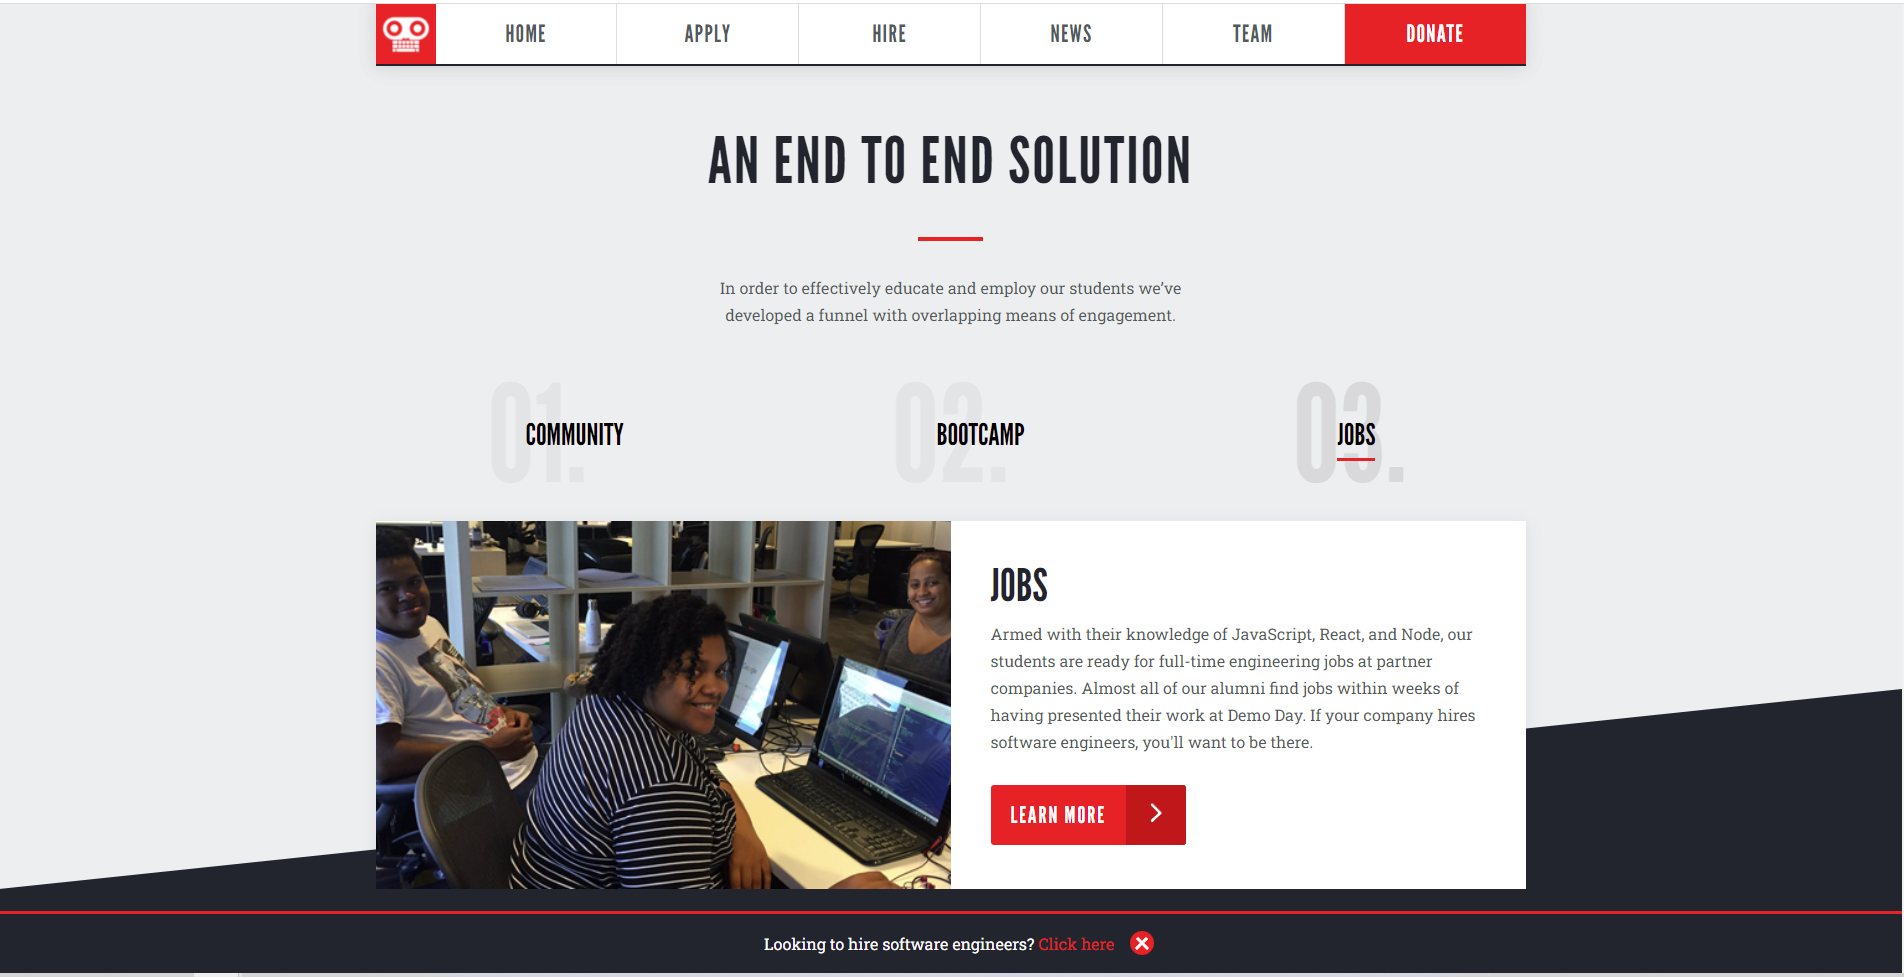 HOME
APPLY
HIRE
NEWS
TEAM
DONATE
AN END TO END SOLUTION
In order to effectively educate and employ our students we’ve
developed a funnel with overlapping means of engagement.
01.
COMMUNITY
02.
BOOTCAMP
03.
JOBS
JOBS
Armed with their knowledge of JavaScript, React, and Node, our
students are ready for full-time engineering jobs at partner
companies. Almost all of our alumni find jobs within weeks of
having presented their work at Demo Day. If your company hires
software engineers, you'll want to be there.
LEARN MORE
Looking to hire software engineers? Click here